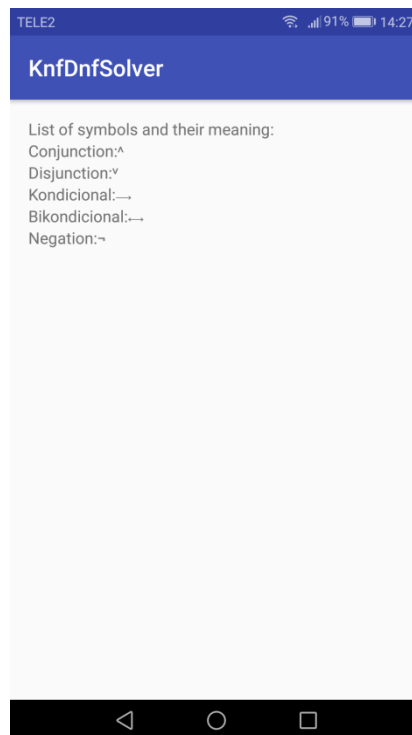 TELE2 91% 14:27
KnfDnfSolver
List of symbols and their meaning:
Conjunction:^
Disjunction:˅
Kondicional:→
Bikondicional:↔
Negation:¬